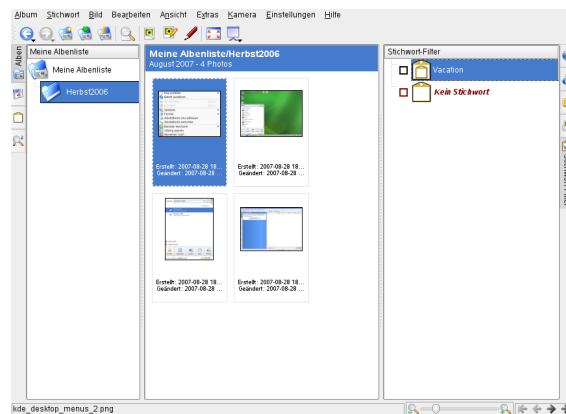 Album Stichwort Bild Bearbeiten Ansicht Extras Kamera Einstellungen Hilfe
Alben
Meine Albenliste
Meine Albenliste
Herbst2006
Meine Albenliste/Herbst2006
August 2007 - 4 Photos
Erstellt: 2007-08-28 18...
Geändert: 2007-08-28 ...
Erstellt: 2007-08-28 18...
Geändert: 2007-08-28 ...
Erstellt: 2007-08-28 18...
Geändert: 2007-08-28 ...
Erstellt: 2007-08-28 18...
Geändert: 2007-08-28 ...
Stichwort-Filter
Vacation
Kein Stichwort
kde_desktop_menus_2.png